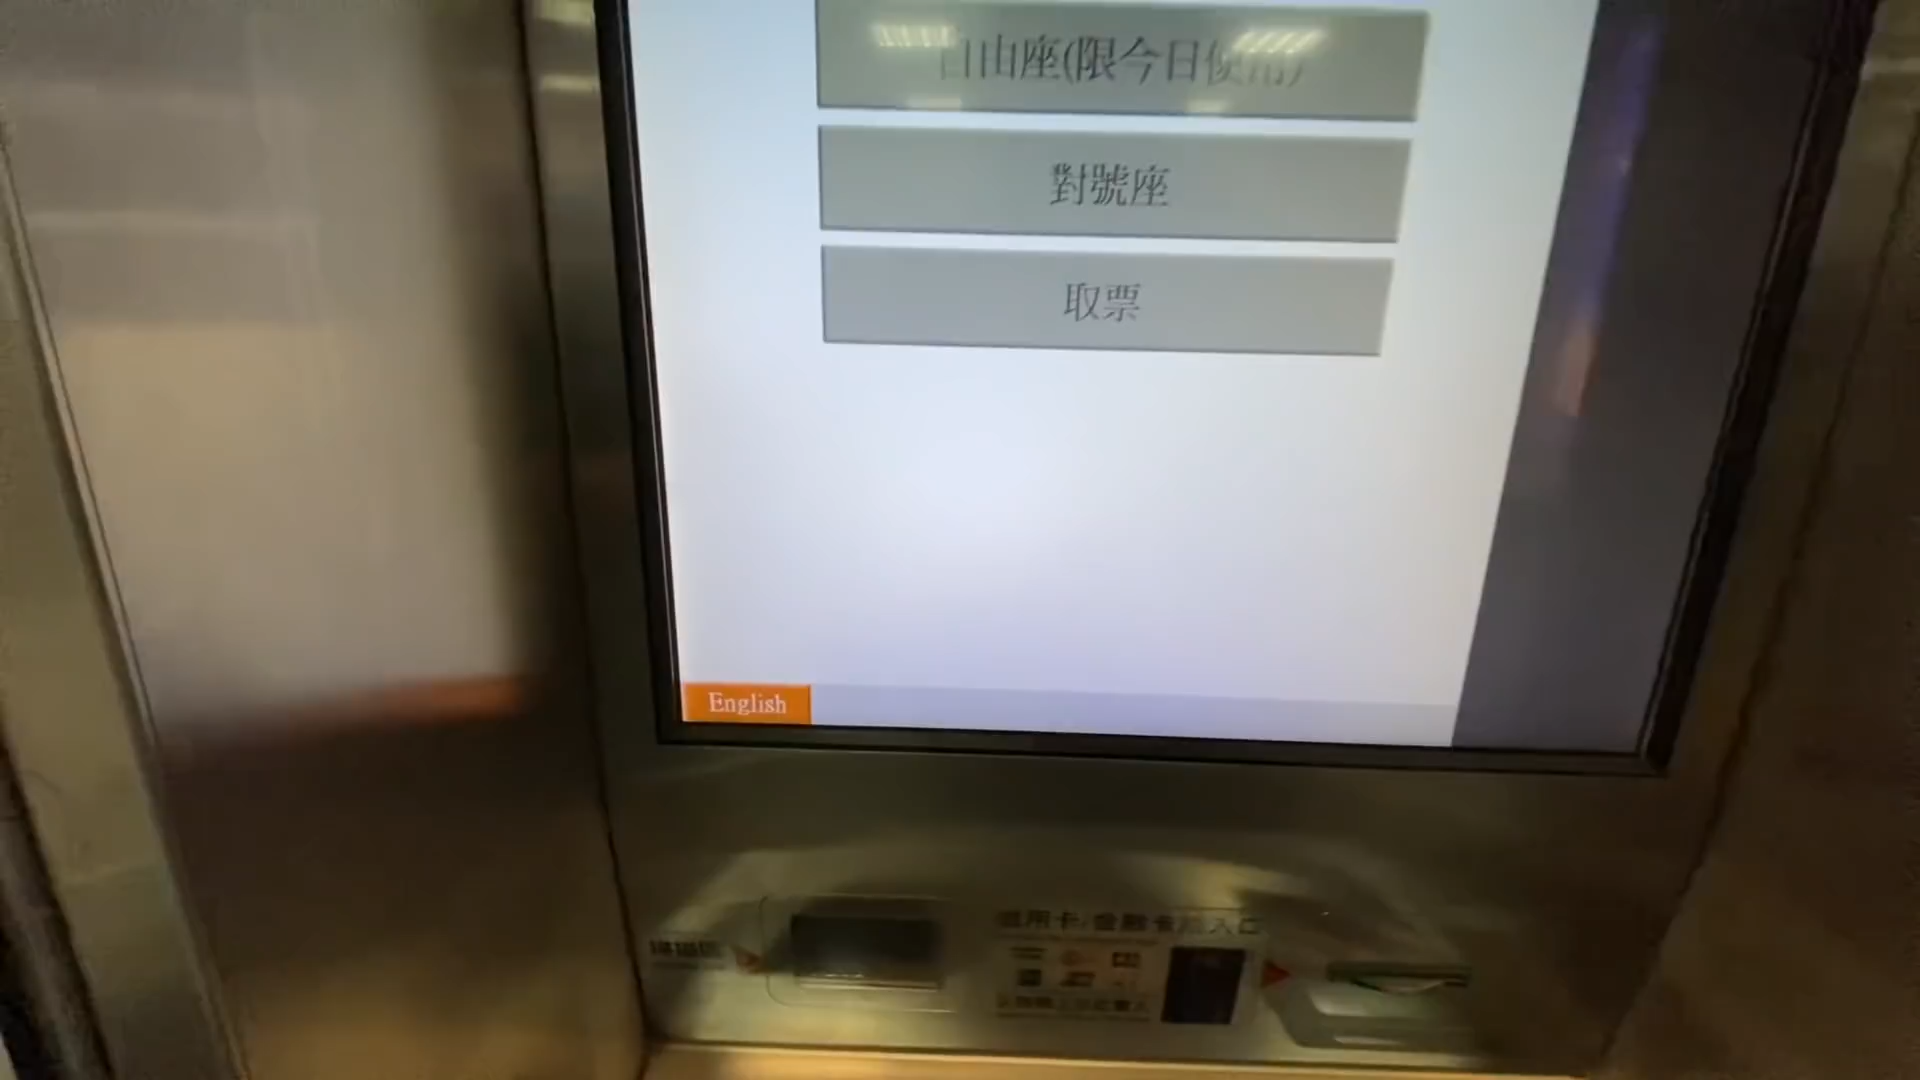 自由座(限今日使用)
對號座
取票
English
信用卡/金融卡插入口